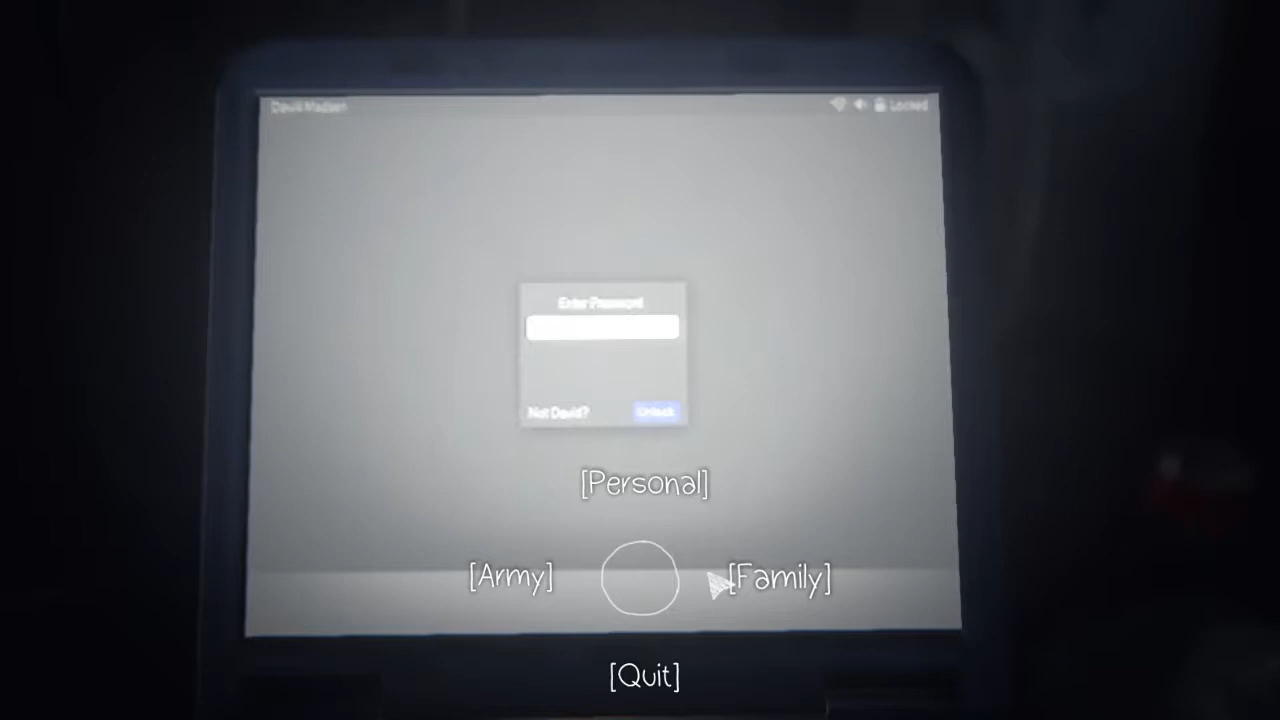 David Madsen
Locked
Enter Password
Not David?
Unlock
[Personal]
[Army]
[Family]
[Quit]